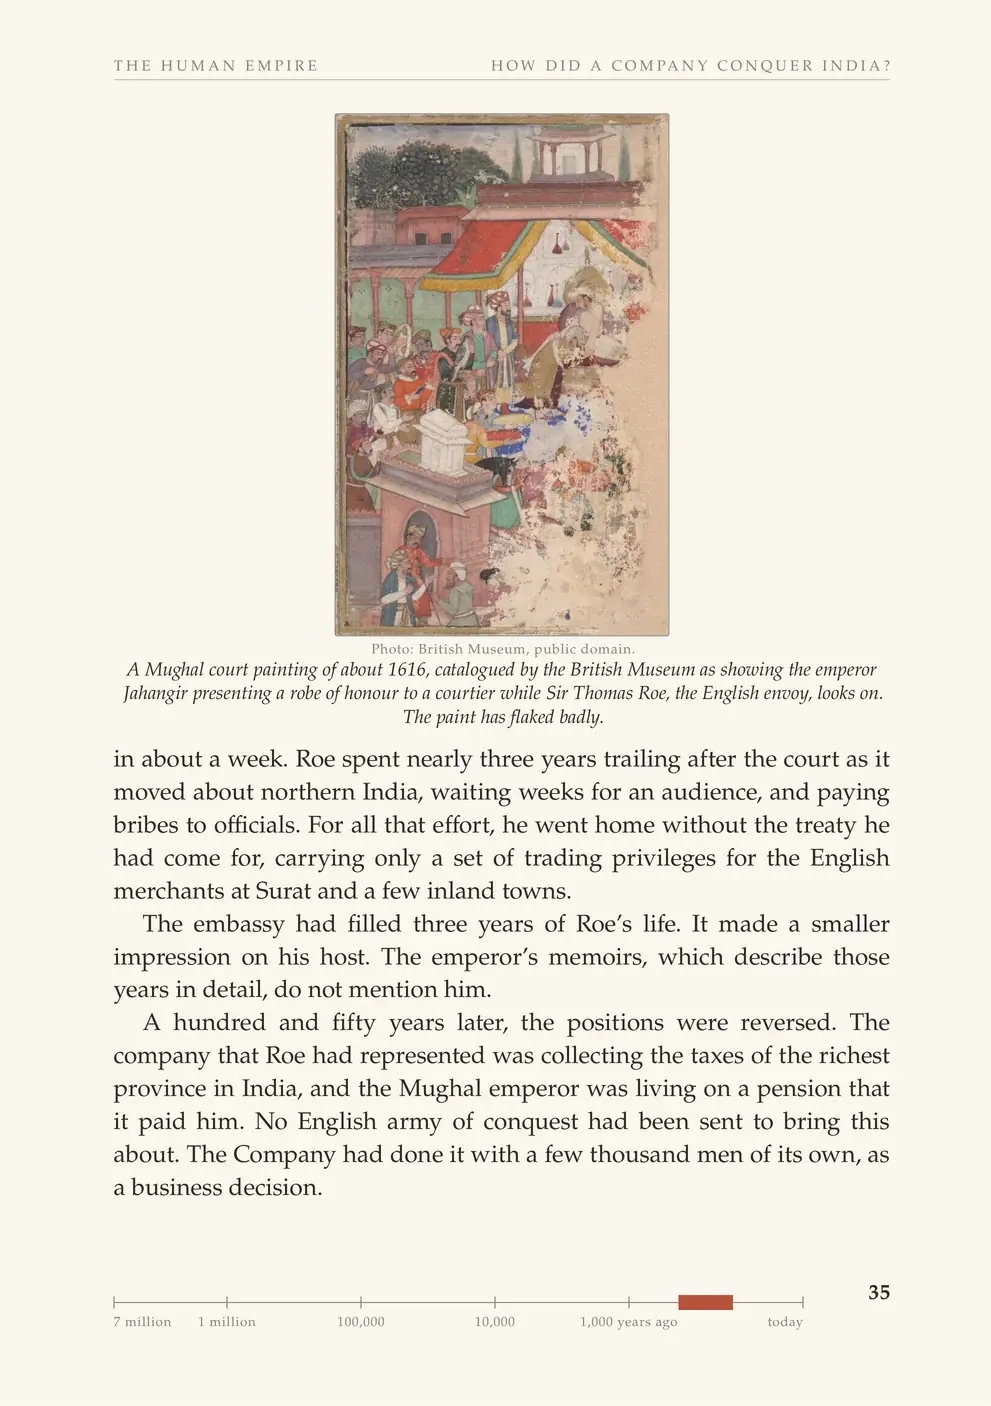 THE HUMAN EMPIRE
HOW DID A COMPANY CONQUER INDIA?
Photo: British Museum, public domain.
A Mughal court painting of about 1616, catalogued by the British Museum as showing the emperor
Jahangir presenting a robe of honour to a courtier while Sir Thomas Roe, the English envoy, looks on.
The paint has flaked badly.
in about a week. Roe spent nearly three years trailing after the court as it
moved about northern India, waiting weeks for an audience, and paying
bribes to officials. For all that effort, he went home without the treaty he
had come for, carrying only a set of trading privileges for the English
merchants at Surat and a few inland towns.
The embassy had filled three years of Roe's life. It made a smaller
impression on his host. The emperor's memoirs, which describe those
years in detail, do not mention him.
A hundred and fifty years later, the positions were reversed. The
company that Roe had represented was collecting the taxes of the richest
province in India, and the Mughal emperor was living on a pension that
it paid him. No English army of conquest had been sent to bring this
about. The Company had done it with a few thousand men of its own, as
a business decision.
35
7 million 1 million 100,000 10,000 1,000 years ago today